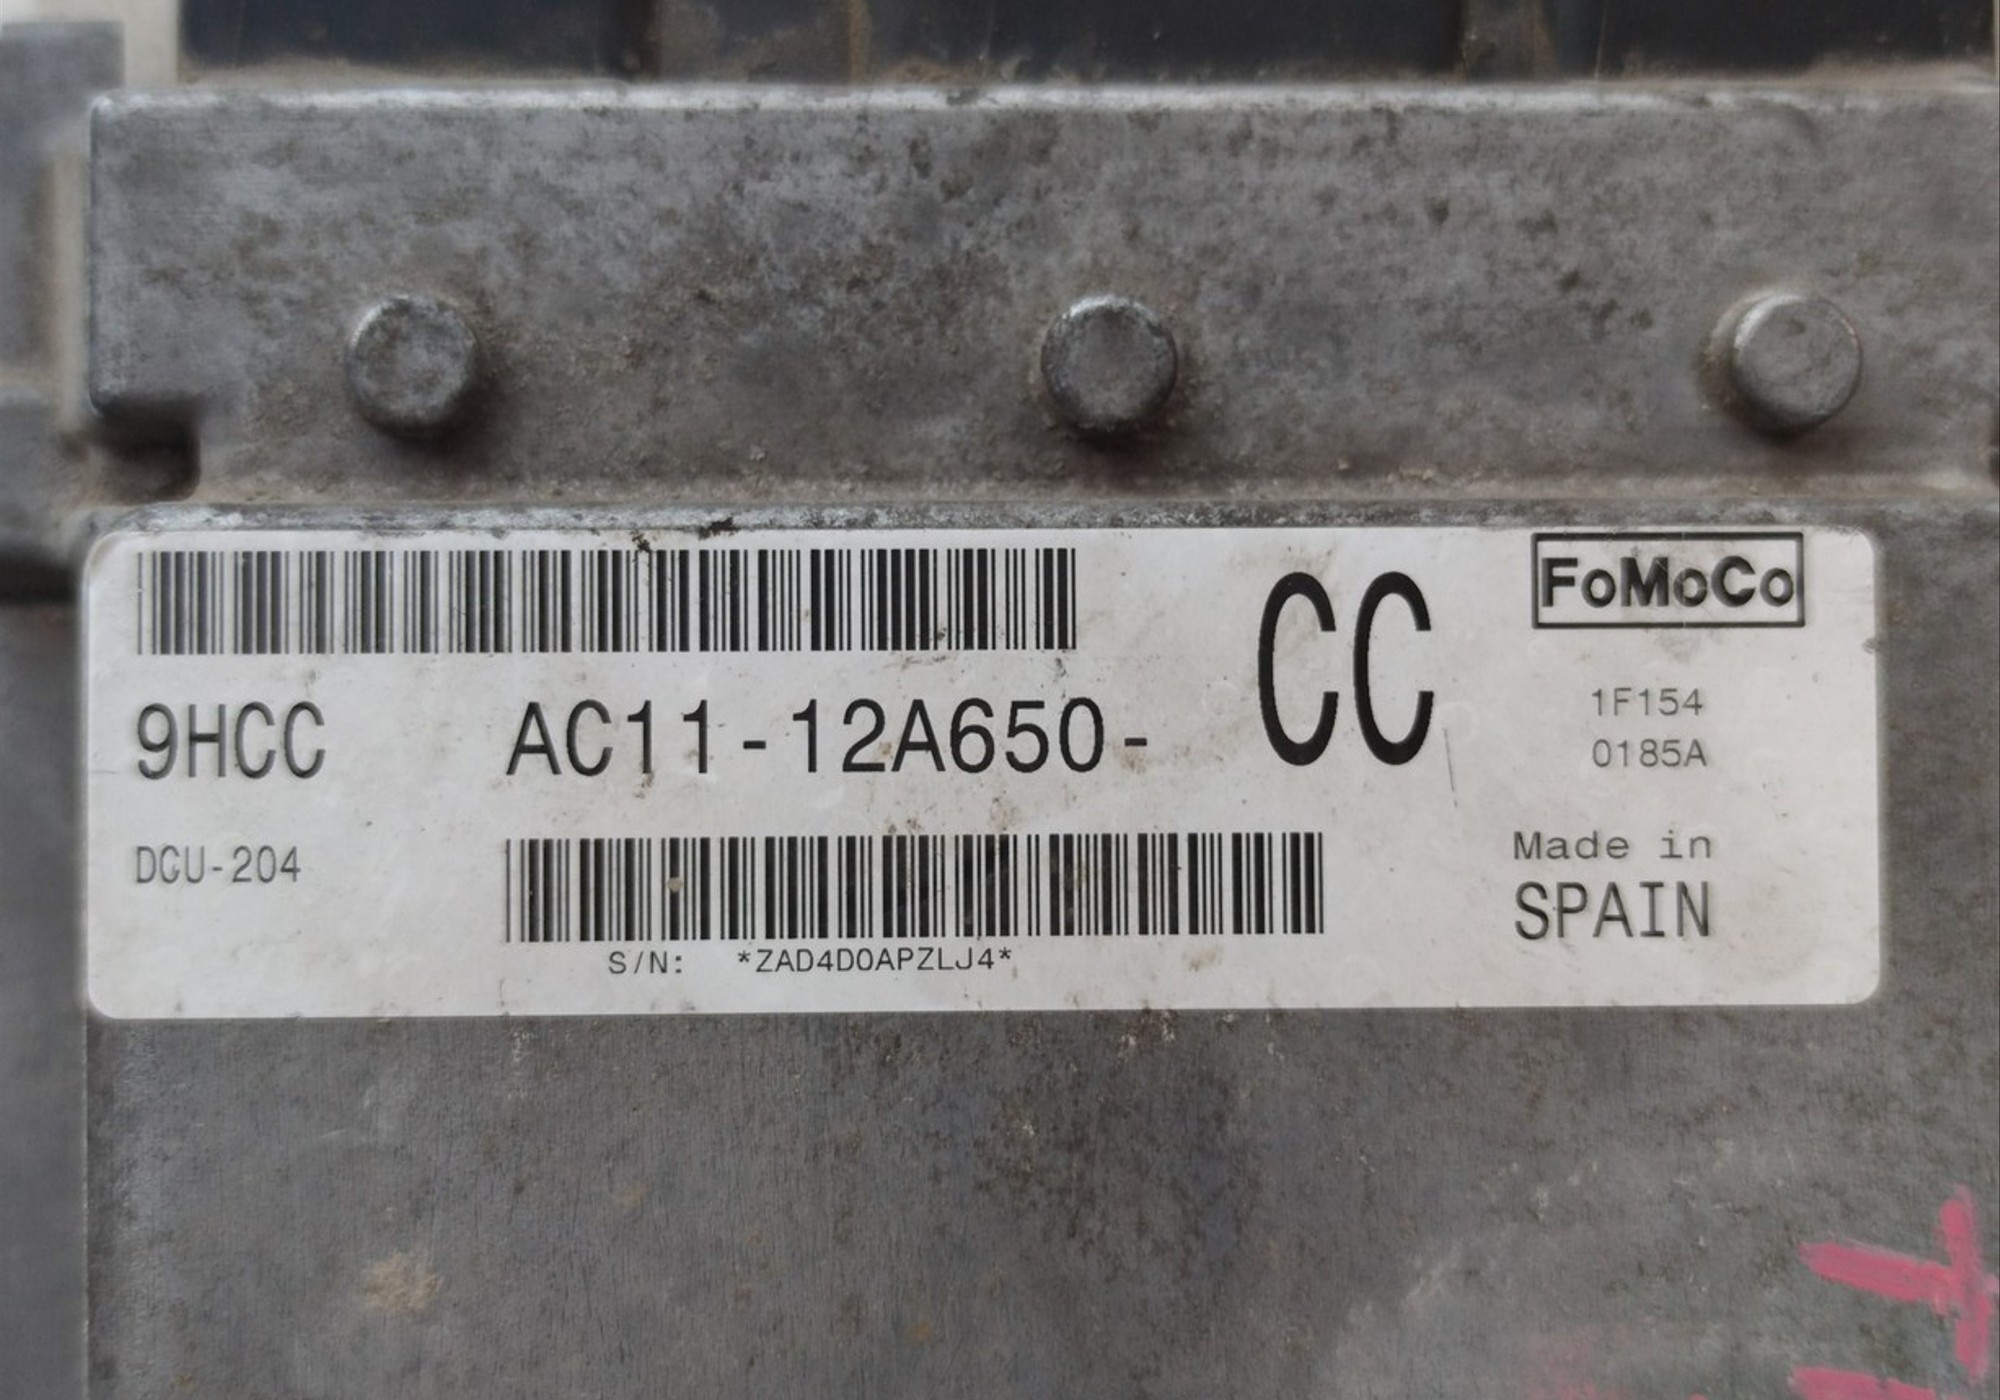 FoMoCo
9HCC AC11-12A650- CC
1F154
0185A
DCU-204
Made in
SPAIN
S/N: *ZAD4D0APZLJ4*